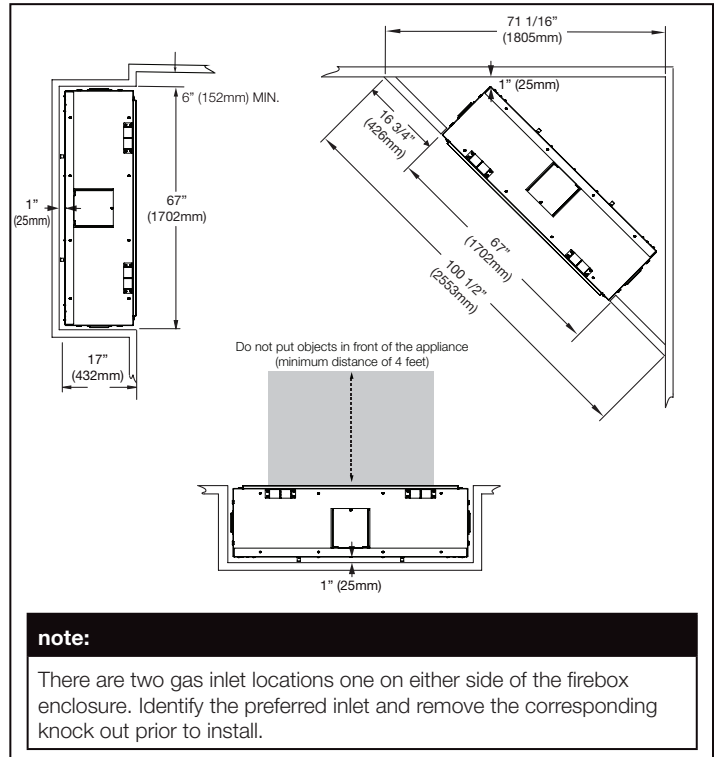 71 1/16"
(1805mm)
6" (152mm) MIN.
1" (25mm)
16 3/4"
(426mm)
1"
(25mm)
67"
(1702mm)
67"
(1702mm)
100 1/2"
(2553mm)
17"
(432mm)
Do not put objects in front of the appliance
(minimum distance of 4 feet)
1" (25mm)
note:
There are two gas inlet locations one on either side of the firebox
enclosure. Identify the preferred inlet and remove the corresponding
knock out prior to install.